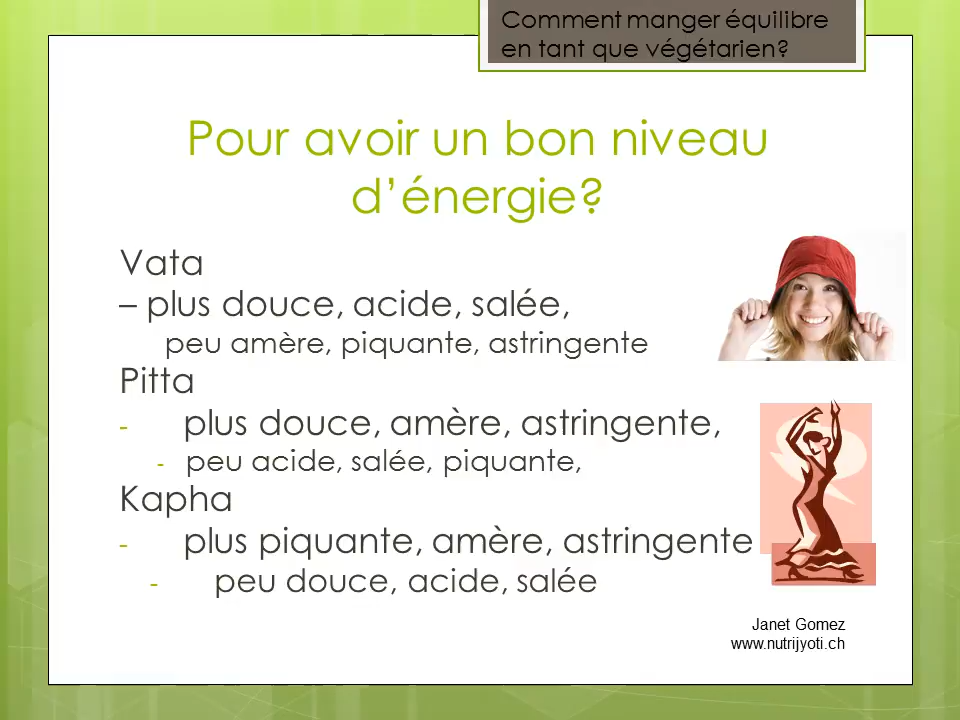 Comment manger équilibre
en tant que végétarien?
Pour avoir un bon niveau
d’énergie?
Vata
– plus douce, acide, salée,
peu amère, piquante, astringente
Pitta
- plus douce, amère, astringente,
- peu acide, salée, piquante,
Kapha
- plus piquante, amère, astringente
- peu douce, acide, salée
Janet Gomez
www.nutrijyoti.ch